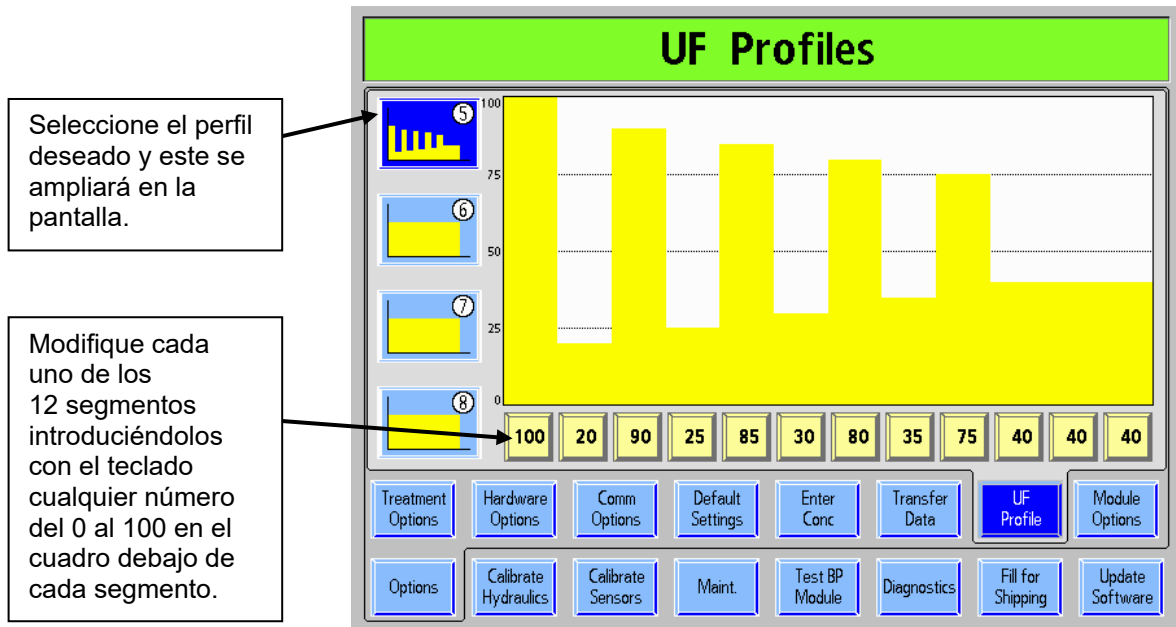 UF Profiles
Seleccione el perfil
deseado y este se
ampliará en la
pantalla.
5
6
7
8
100
75
50
25
0
Modifique cada
uno de los
12 segmentos
introduciéndolos
con el teclado
cualquier número
del 0 al 100 en el
cuadro debajo de
cada segmento.
100 20 90 25 85 30 80 35 75 40 40 40
Treatment
Options
Hardware
Options
Comm
Options
Default
Settings
Enter
Conc
Transfer
Data
UF
Profile
Module
Options
Options
Calibrate
Hydraulics
Calibrate
Sensors
Maint.
Test BP
Module
Diagnostics
Fill for
Shipping
Update
Software